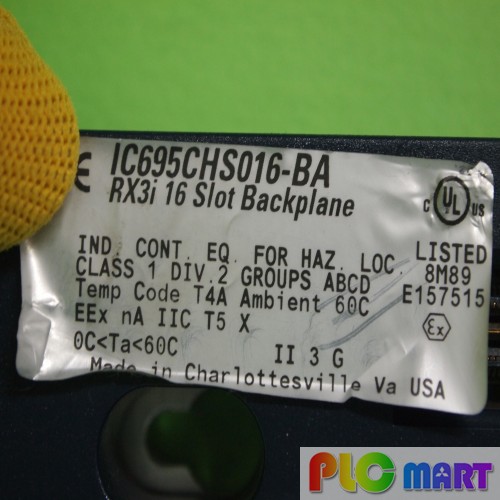 CE IC695CHS016-BA
RX3i 16 Slot Backplane
C UL US
IND. CONT. EQ. FOR HAZ. LOC.
CLASS 1 DIV.2 GROUPS ABCD
Temp Code T4A Ambient 60C
EEx nA IIC T5 X
0C<Ta<60C II 3 G
Made in Charlottesville Va USA
LISTED
8M89
E157515
Ex
PLC MART